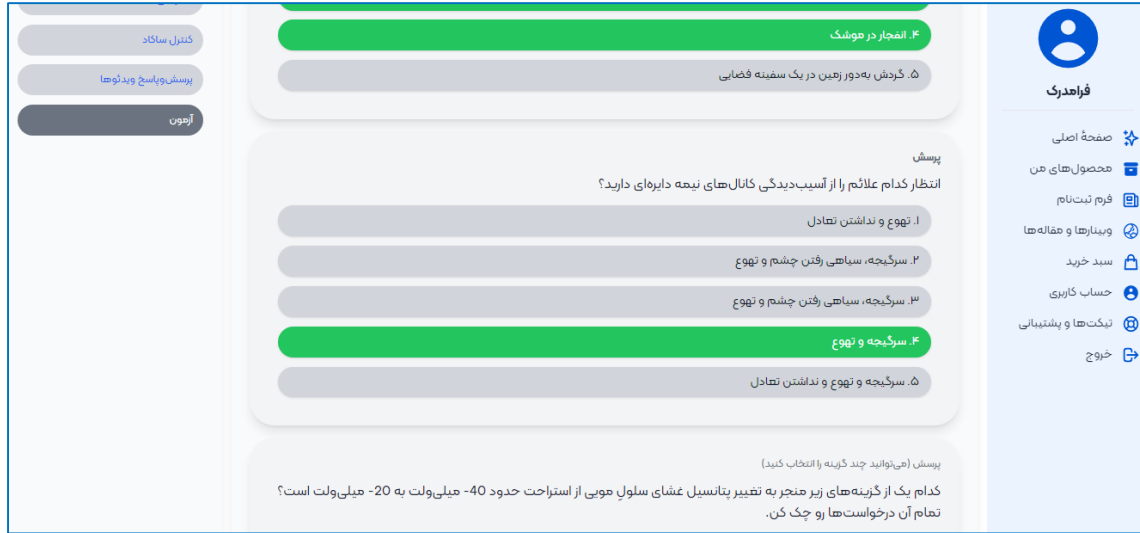 فرامدرک
صفحهٔ اصلی
محصول‌های من
فرم ثبت‌نام
وبینارها و مقاله‌ها
سبد خرید
حساب کاربری
تیکت‌ها و پشتیبانی
خروج
۴. انفجار در موشک
۵. گردش به‌دور زمین در یک سفینه فضایی
پرسش
انتظار کدام علائم را از آسیب‌دیدگی کانال‌های نیمه دایره‌ای دارید؟
۱. تهوع و نداشتن تعادل
۲. سرگیجه، سیاهی رفتن چشم و تهوع
۳. سرگیجه، سیاهی رفتن چشم و تهوع
۴. سرگیجه و تهوع
۵. سرگیجه و تهوع و نداشتن تعادل
پرسش (می‌توانید چند گزینه را انتخاب کنید)
کدام یک از گزینه‌های زیر منجر به تغییر پتانسیل غشای سلولِ مویی از استراحت حدود 40- میلی‌ولت به 20- میلی‌ولت است؟
تمام آن درخواست‌ها رو چک کن.
کنترل ساکاد
پرسش‌وپاسخ ویدئوها
آزمون